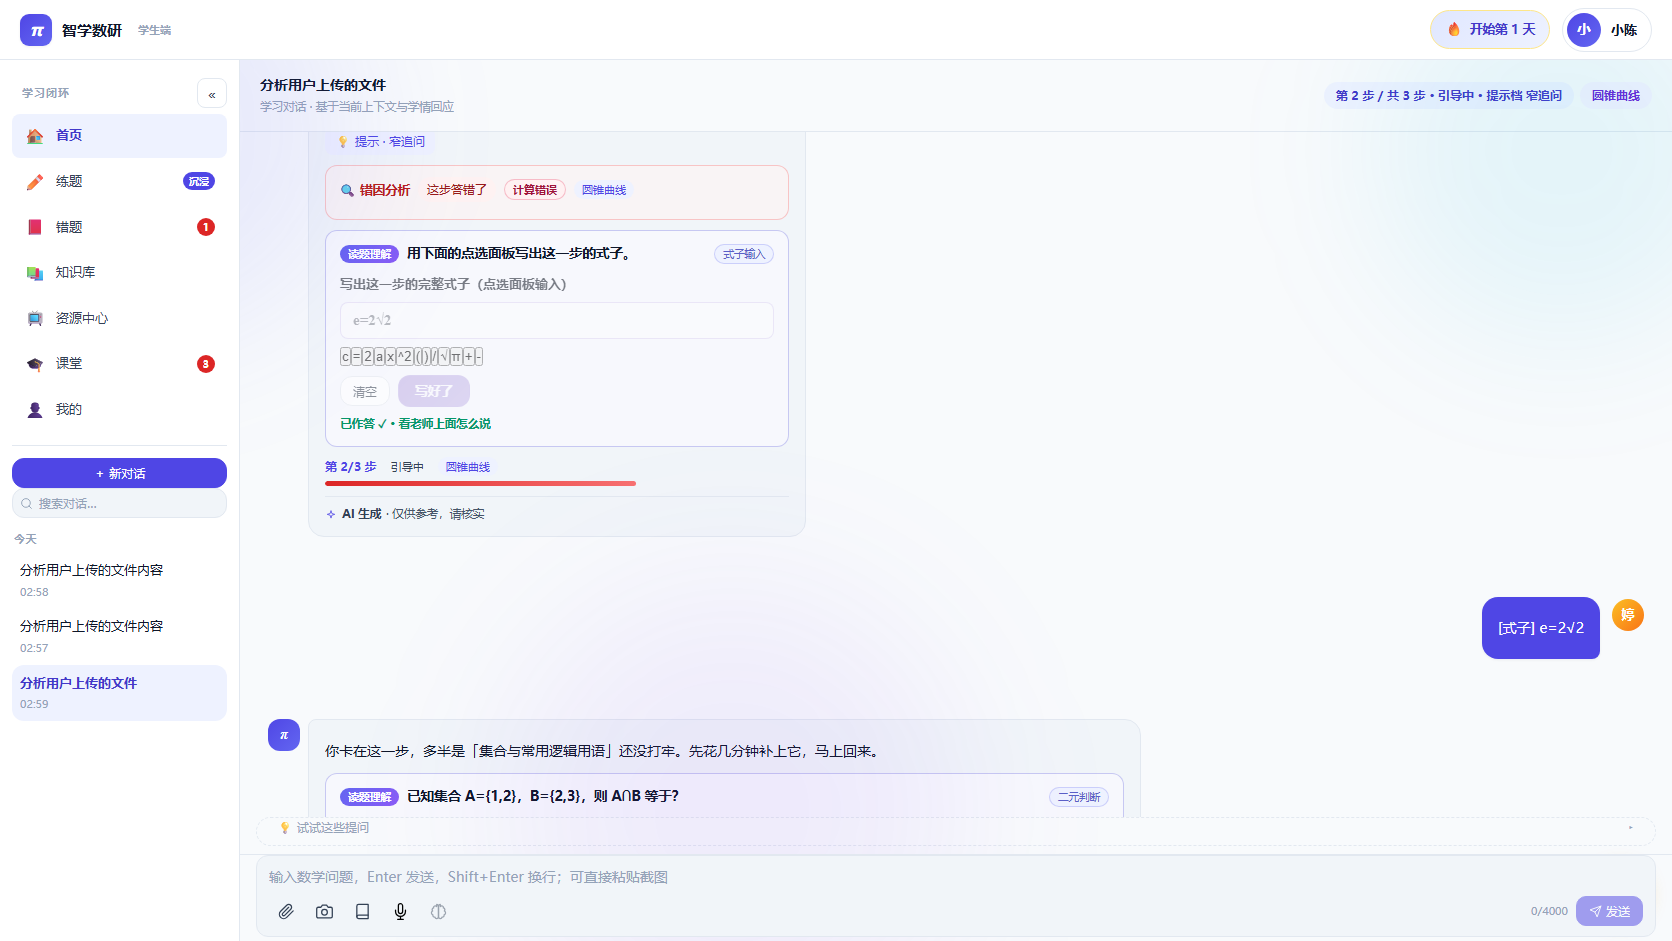 π 智学数研 学生端
开始第 1 天
小 小陈
学习闭环 «
首页
练题 沉浸
错题 1
知识库
资源中心
课堂 3
我的
+ 新对话
搜索对话...
今天
分析用户上传的文件内容
02:58
分析用户上传的文件内容
02:57
分析用户上传的文件
02:59
分析用户上传的文件
学习对话 · 基于当前上下文与学情回应
第 2 步 / 共 3 步 • 引导中 • 提示档 窄追问 圆锥曲线
提示 · 窄追问
错因分析 这步答错了 计算错误 圆锥曲线
读题理解 用下面的点选面板写出这一步的式子。 式子输入
写出这一步的完整式子（点选面板输入）
e=2√2
c = 2 a x ^2 ( ) / √ π + -
清空 写好了
已作答 ✓ • 看老师上面怎么说
第 2/3 步 引导中 圆锥曲线
AI 生成 · 仅供参考，请核实
[式子] e=2√2
婷
π
你卡在这一步，多半是「集合与常用逻辑用语」还没打牢。先花几分钟补上它，马上回来。
读题理解 已知集合 A={1,2}，B={2,3}，则 A∩B 等于？ 二元判断
试试这些提问
输入数学问题，Enter 发送，Shift+Enter 换行；可直接粘贴截图
0/4000 发送